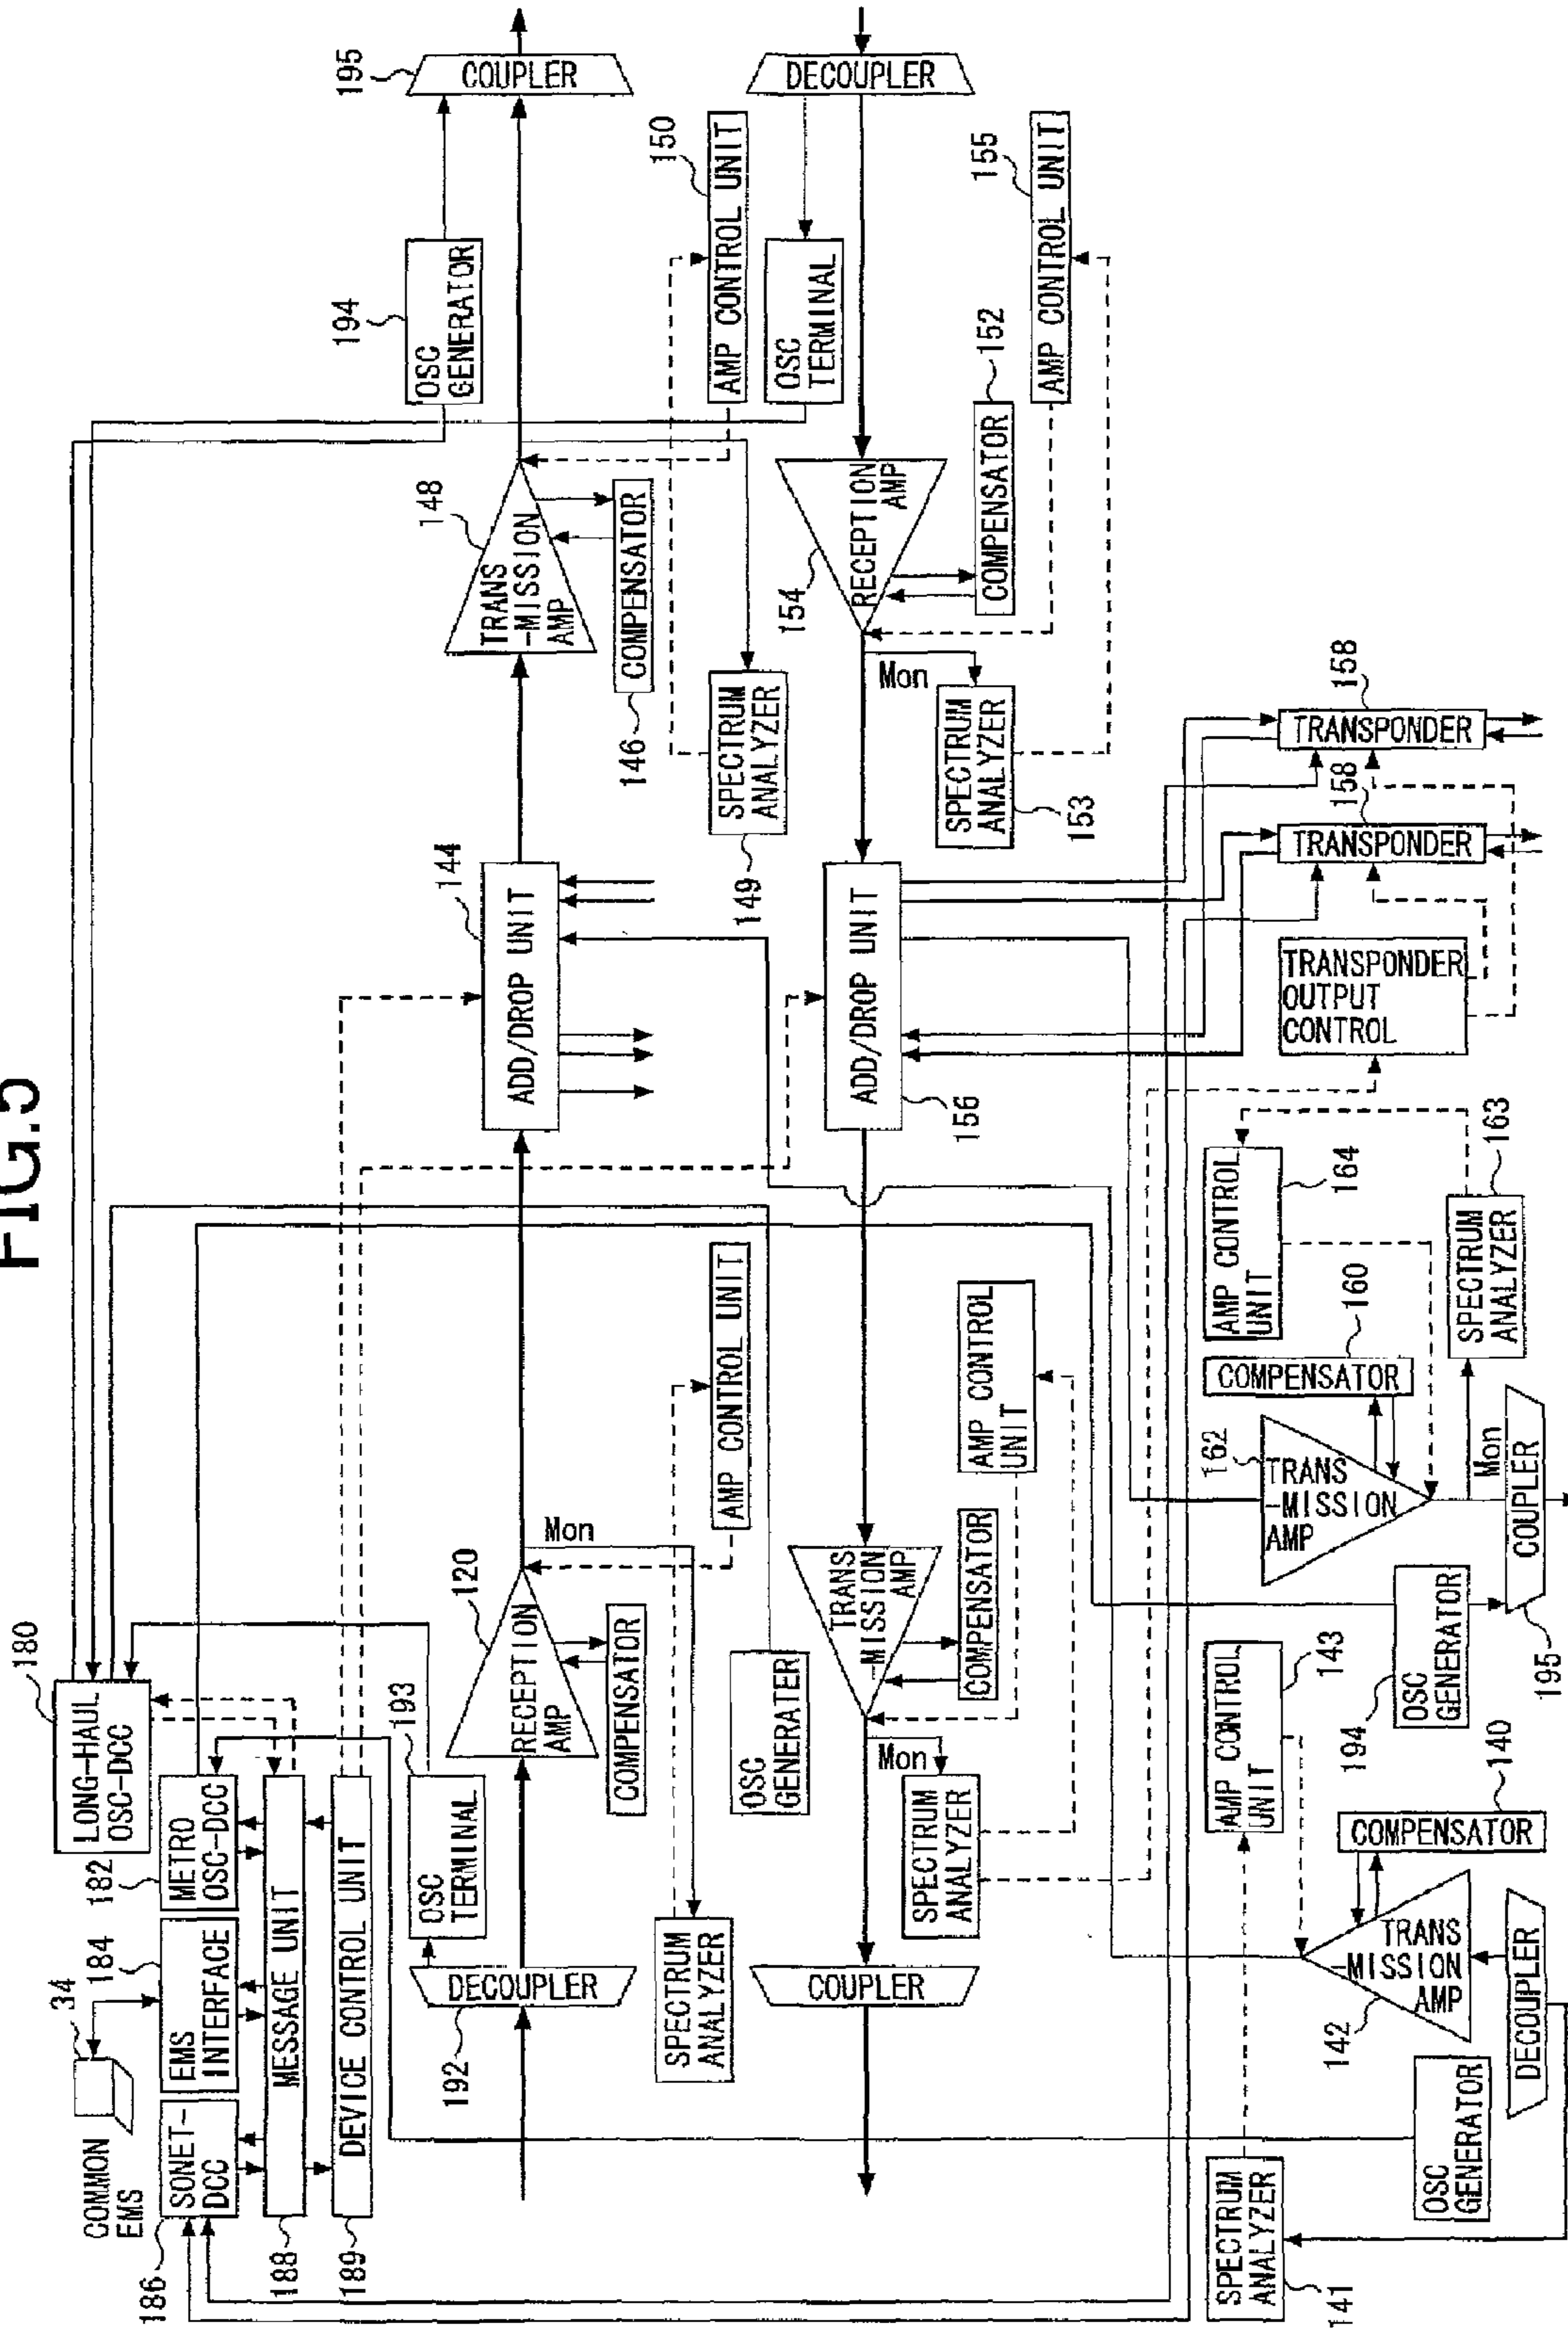 FIG.5
COMMON
EMS
34
186
SONET-
DCC
184
EMS
INTERFACE
182
METRO
OSC-DCC
180
LONG-HAUL
OSC-DCC
188
MESSAGE UNIT
189
DEVICE CONTROL UNIT
192
DECOUPLER
193
OSC
TERMINAL
120
RECEPTION
AMP
Mon
COMPENSATOR
SPECTRUM
ANALYZER
AMP CONTROL UNIT
144
ADD/DROP UNIT
148
TRANS
-MISSION
AMP
146
COMPENSATOR
149
SPECTRUM
ANALYZER
150
AMP CONTROL UNIT
194
OSC
GENERATOR
195
COUPLER
DECOUPLER
OSC
TERMINAL
154
RECEPTION
AMP
152
COMPENSATOR
155
AMP CONTROL UNIT
Mon
153
SPECTRUM
ANALYZER
156
ADD/DROP UNIT
OSC
GENERATER
TRANS
-MISSION
AMP
COMPENSATOR
AMP CONTROL
UNIT
Mon
SPECTRUM
ANALYZER
COUPLER
158
TRANSPONDER
158
TRANSPONDER
TRANSPONDER
OUTPUT
CONTROL
141
SPECTRUM
ANALYZER
143
AMP CONTROL
UNIT
140
COMPENSATOR
142
TRANS
-MISSION
AMP
DECOUPLER
OSC
GENERATOR
194
OSC
GENERATOR
195
COUPLER
Mon
162
TRANS
-MISSION
AMP
160
COMPENSATOR
164
AMP CONTROL
UNIT
163
SPECTRUM
ANALYZER